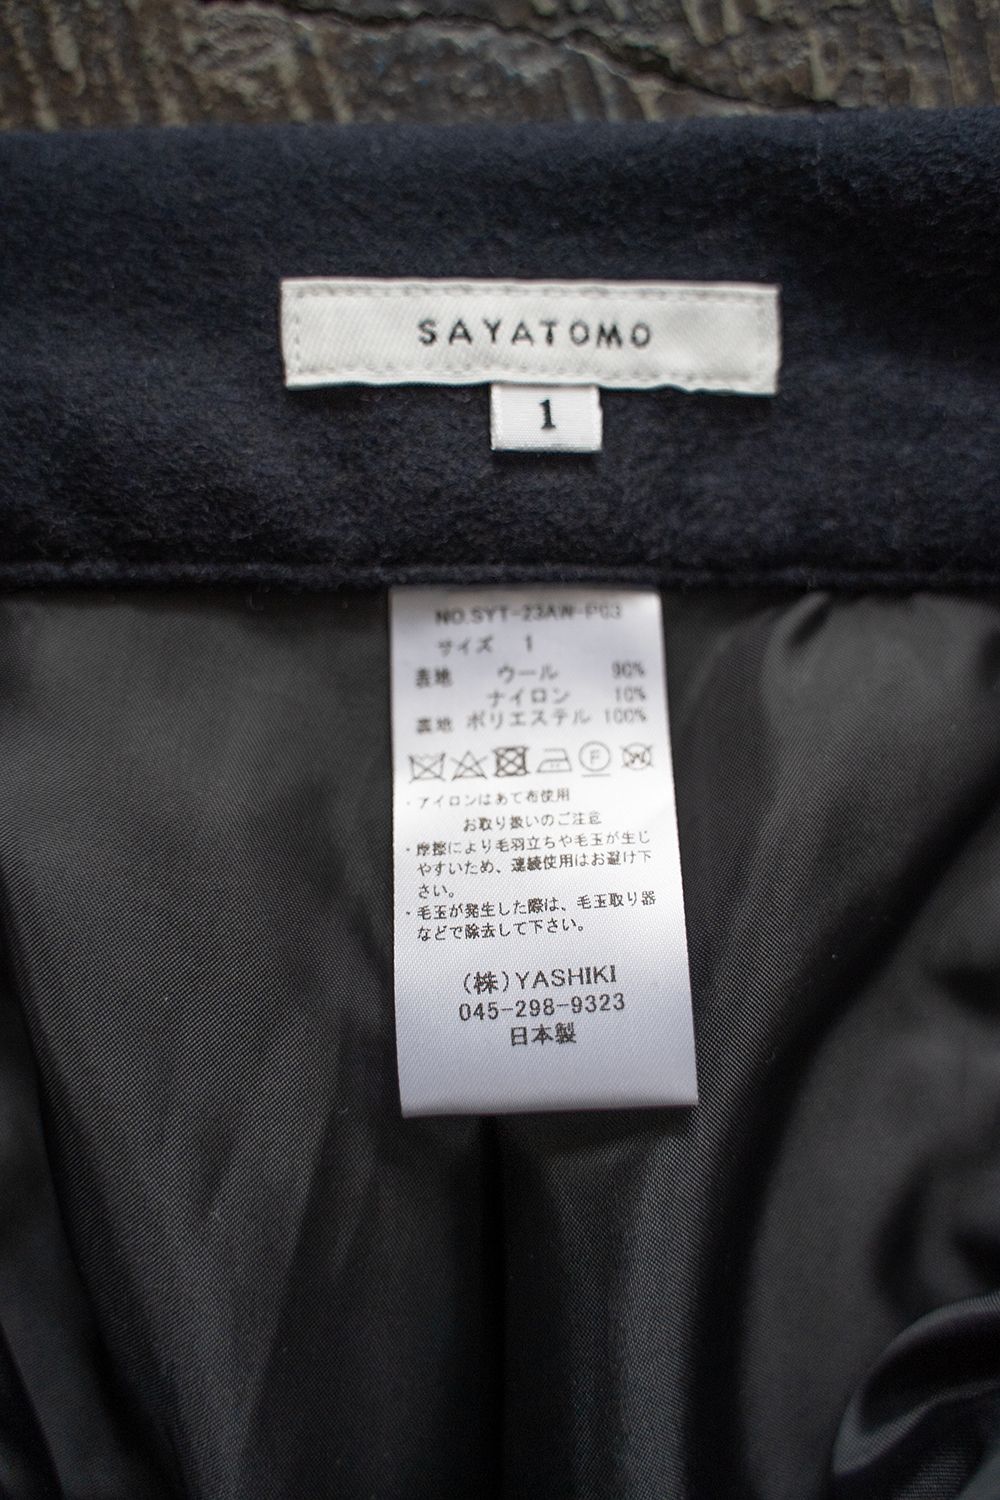 SAYATOMO
1
NO.SYT-23AW-P03
サイズ 1
表地 ウール 90%
ナイロン 10%
裏地 ポリエステル 100%
・アイロンはあて布使用
お取り扱いのご注意
・摩擦により毛羽立ちや毛玉が生じ
やすいため、連続使用はお避け下
さい。
・毛玉が発生した際は、毛玉取り器
などで除去して下さい。
(株)YASHIKI
045-298-9323
日本製